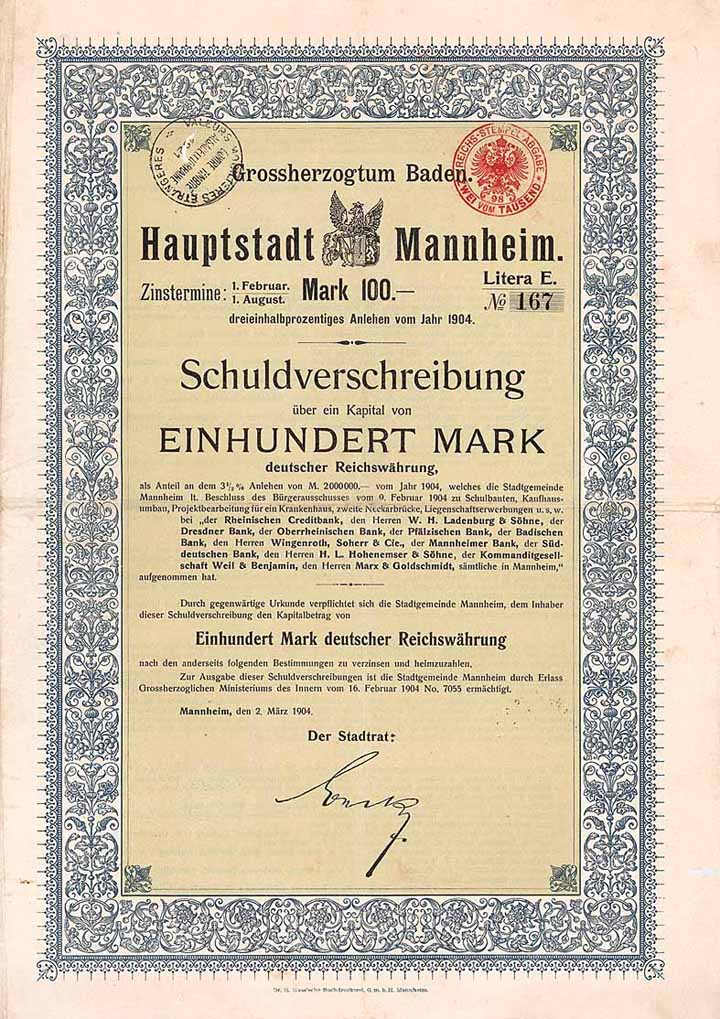 VALEURS MOBILIÈRES ÉTRANGÈRES
REICHS-STEMPEL-ABGABE
98
ZWEI VOM TAUSEND
Grossherzogtum Baden.
Hauptstadt Mannheim.
Zinstermine: 1. Februar. 1. August. Mark 100.—
Litera E.
№ 167
dreieinhalbprozentiges Anlehen vom Jahr 1904.
Schuldverschreibung
über ein Kapital von
EINHUNDERT MARK
deutscher Reichswährung,
als Anteil an dem 3½% Anlehen von M. 2000000.— vom Jahr 1904, welches die Stadtgemeinde
Mannheim lt. Beschluss des Bürgerausschusses vom 9. Februar 1904 zu Schulbauten, Kaufhaus-
umbau, Projektbearbeitung für ein Krankenhaus, zweite Neckarbrücke, Liegenschaftserwerbungen u. s. w.
bei „der Rheinischen Creditbank, den Herren W. H. Ladenburg & Söhne, der
Dresdner Bank, der Oberrheinischen Bank, der Pfälzischen Bank, der Badischen
Bank, den Herren Wingenroth, Soherr & Cie., der Mannheimer Bank, der Süd-
deutschen Bank, den Herren H. L. Hohenemser & Söhne, der Kommanditgesell-
schaft Weil & Benjamin, den Herren Marx & Goldschmidt, sämtliche in Mannheim,“
aufgenommen hat.
Durch gegenwärtige Urkunde verpflichtet sich die Stadtgemeinde Mannheim, dem Inhaber
dieser Schuldverschreibung den Kapitalbetrag von
Einhundert Mark deutscher Reichswährung
nach den anderseits folgenden Bestimmungen zu verzinsen und heimzuzahlen.
Zur Ausgabe dieser Schuldverschreibungen ist die Stadtgemeinde Mannheim durch Erlass
Grossherzoglichen Ministeriums des Innern vom 16. Februar 1904 No. 7055 ermächtigt.
Mannheim, den 2. März 1904.
Der Stadtrat:
Buchdruckerei, G. m. b. H. Mannheim.